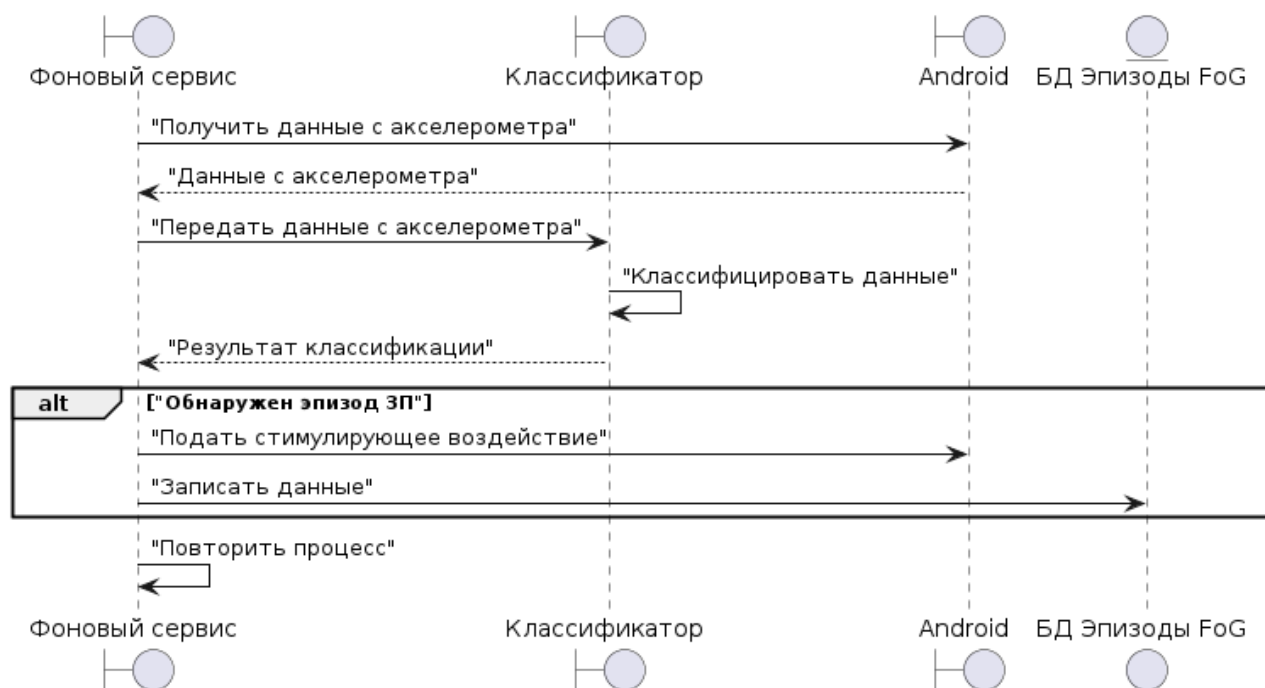 Фоновый сервис
Классификатор
Android
БД Эпизоды FoG
"Получить данные с акселерометра"
"Данные с акселерометра"
"Передать данные с акселерометра"
"Классифицировать данные"
"Результат классификации"
alt
["Обнаружен эпизод ЗП"]
"Подать стимулирующее воздействие"
"Записать данные"
"Повторить процесс"
Фоновый сервис
Классификатор
Android
БД Эпизоды FoG